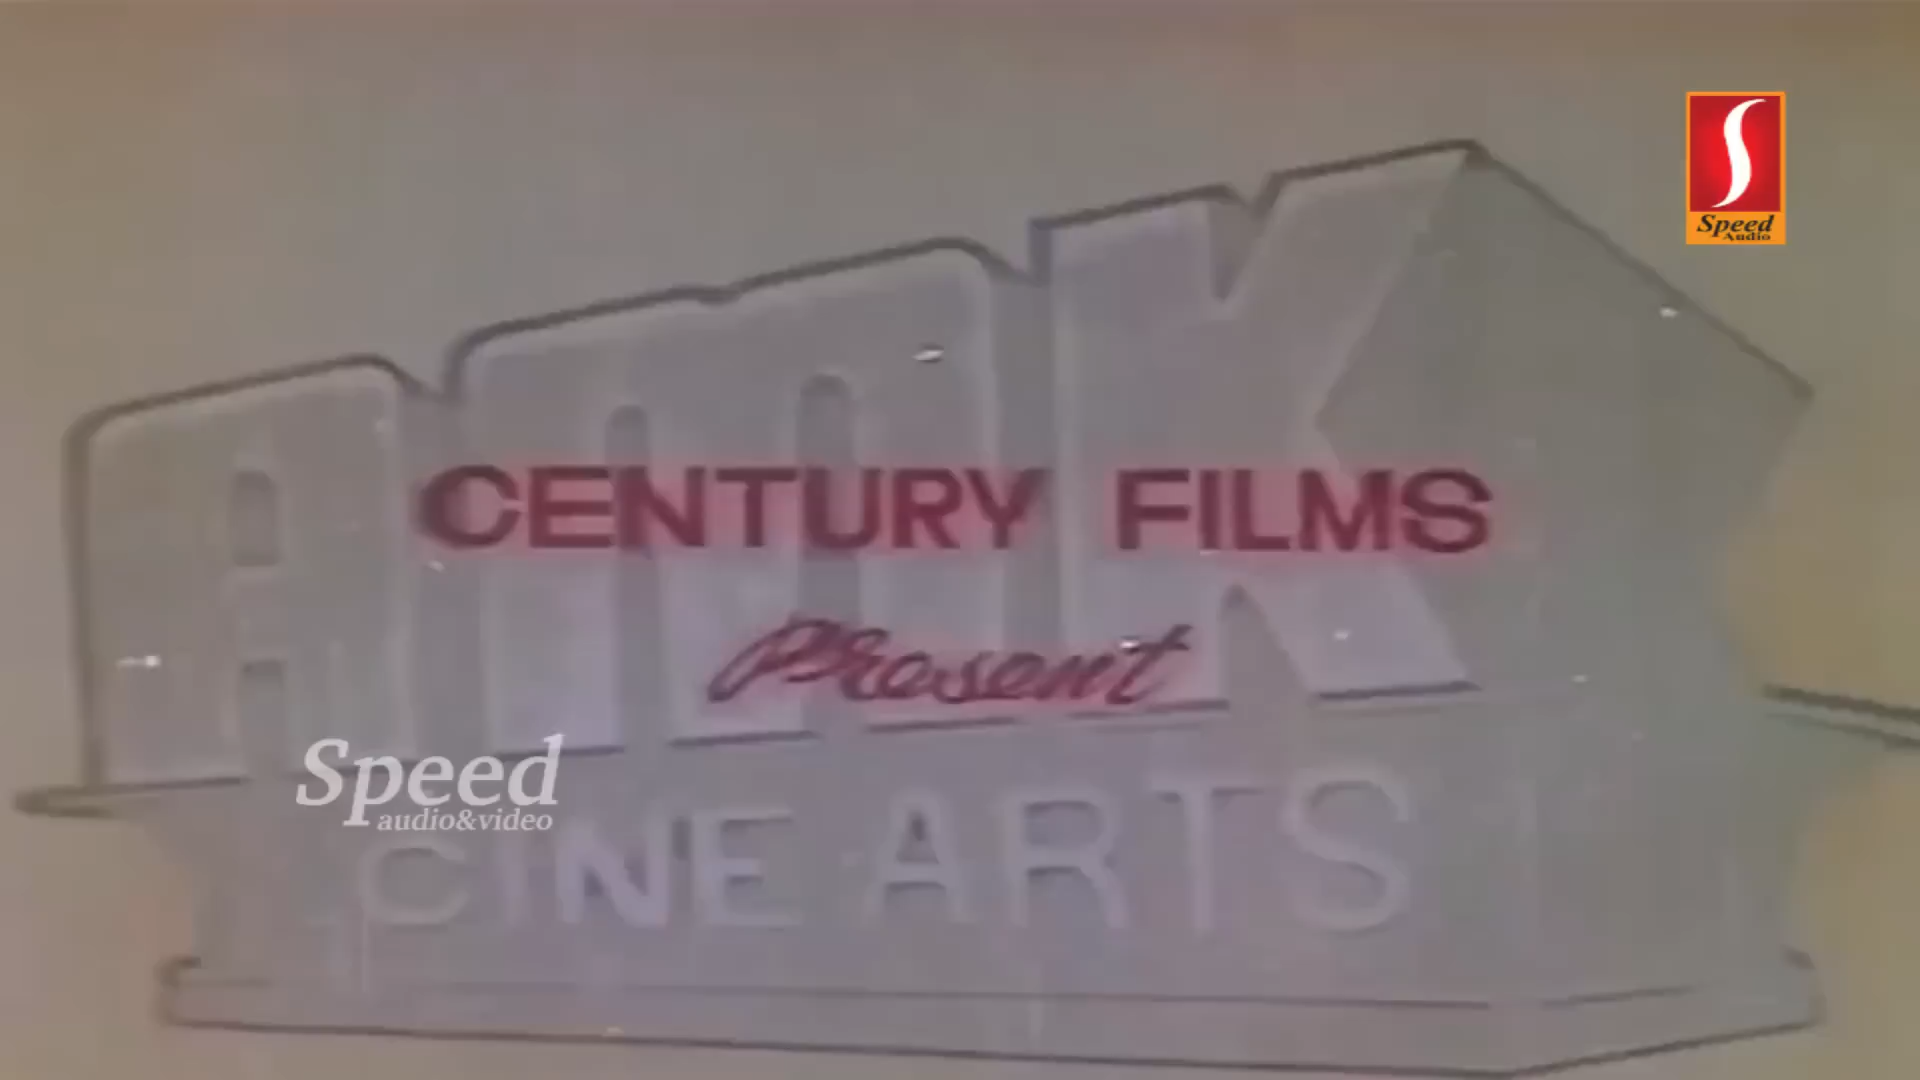 Speed
Audio
CENTURY FILMS
Present
Speed
audio&video
CINE ARTS